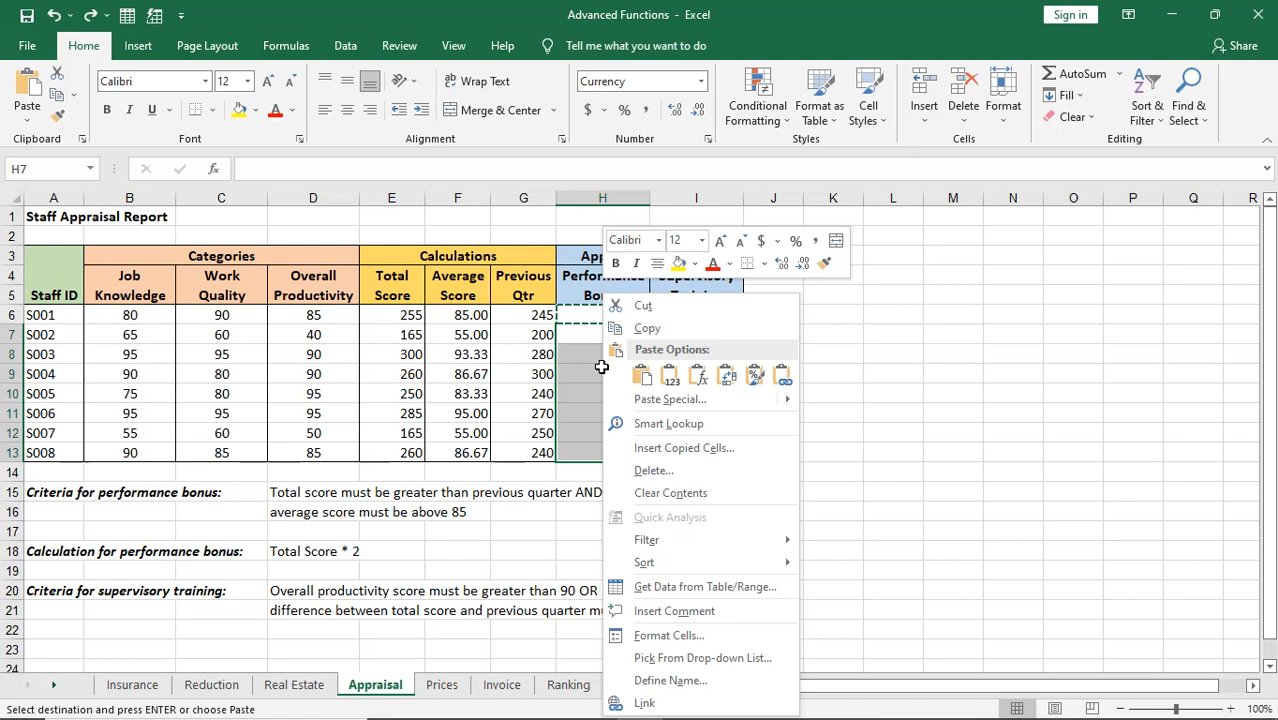 Advanced Functions - Excel
Sign in
File Home Insert Page Layout Formulas Data Review View Help Tell me what you want to do Share
Paste
Calibri 12
Wrap Text
Currency
Conditional Formatting
Format as Table
Cell Styles
Insert Delete Format
AutoSum
Fill
Clear
Sort & Filter
Find & Select
B I U
Merge & Center
$ % ,
Clipboard Font Alignment Number Styles Cells Editing
H7 fx
A B C D E F G H I J K L M N O P Q R
1 Staff Appraisal Report
2
3 Categories Calculations
4 Job Work Overall Total Average Previous
5 Staff ID Knowledge Quality Productivity Score Score Qtr
6 S001 80 90 85 255 85.00 245
7 S002 65 60 40 165 55.00 200
8 S003 95 95 90 300 93.33 280
9 S004 90 80 90 260 86.67 300
10 S005 75 80 95 250 83.33 240
11 S006 95 95 95 285 95.00 270
12 S007 55 60 50 165 55.00 250
13 S008 90 85 85 260 86.67 240
14
15 Criteria for performance bonus: Total score must be greater than previous quarter AND
16 average score must be above 85
17
18 Calculation for performance bonus: Total Score * 2
19
20 Criteria for supervisory training: Overall productivity score must be greater than 90 OR
21 difference between total score and previous quarter
22
23
24
Calibri 12 $ % ,
B I
Cut
Copy
Paste Options:
Paste Special...
Smart Lookup
Insert Copied Cells...
Delete...
Clear Contents
Quick Analysis
Filter
Sort
Get Data from Table/Range...
Insert Comment
Format Cells...
Pick From Drop-down List...
Define Name...
Link
Insurance Reduction Real Estate Appraisal Prices Invoice Ranking
Select destination and press ENTER or choose Paste
100%